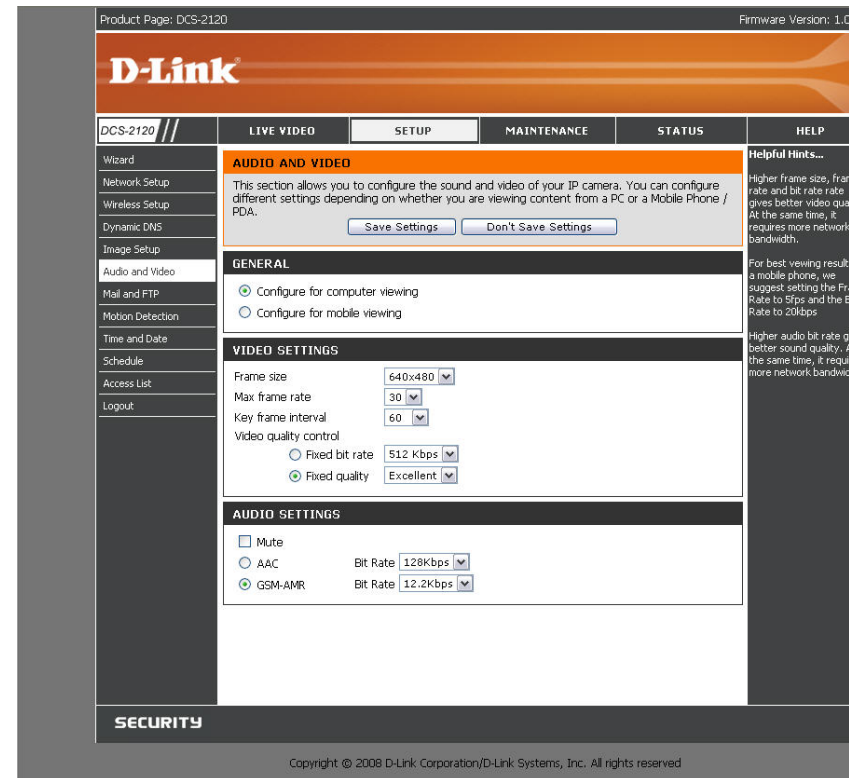 Product Page: DCS-2120
Firmware Version: 1.0
D-Link
DCS-2120
LIVE VIDEO
SETUP
MAINTENANCE
STATUS
HELP
Wizard
Network Setup
Wireless Setup
Dynamic DNS
Image Setup
Audio and Video
Mail and FTP
Motion Detection
Time and Date
Schedule
Access List
Logout
AUDIO AND VIDEO
This section allows you to configure the sound and video of your IP camera. You can configure
different settings depending on whether you are viewing content from a PC or a Mobile Phone /
PDA.
Save Settings
Don't Save Settings
GENERAL
Configure for computer viewing
Configure for mobile viewing
VIDEO SETTINGS
Frame size 640x480
Max frame rate 30
Key frame interval 60
Video quality control
Fixed bit rate 512 Kbps
Fixed quality Excellent
AUDIO SETTINGS
Mute
AAC Bit Rate 128Kbps
GSM-AMR Bit Rate 12.2Kbps
Helpful Hints...
Higher frame size,
rate and bit rate rate
gives better video
At the same time, it
requires more network
bandwidth.
For best vewing
a mobile phone, we
suggest setting the
Rate to 5fps and the
Rate to 20kbps
Higher audio bit rate
better sound quality.
the same time, it
more network
SECURITY
Copyright © 2008 D-Link Corporation/D-Link Systems, Inc. All rights reserved